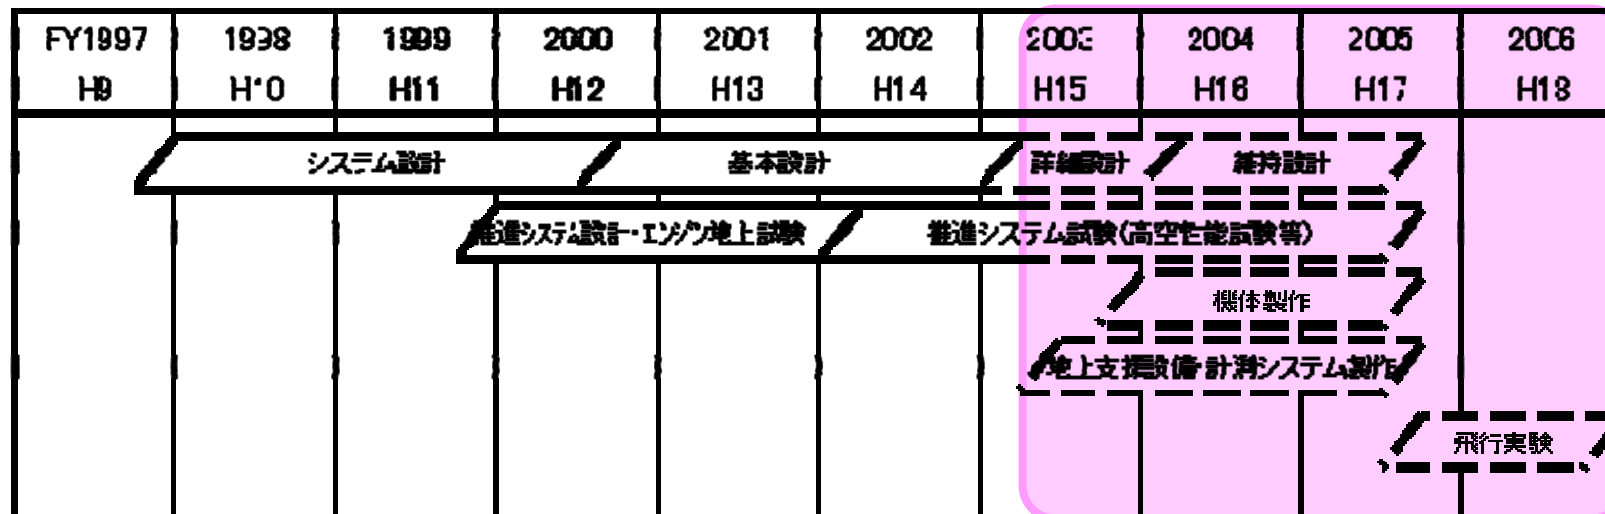 FY1997 1998 1999 2000 2001 2002 2003 2004 2005 2006
H9 H10 H11 H12 H13 H14 H15 H16 H17 H18
システム設計 基本設計 詳細設計 維持設計
推進システム設計・エンジン地上試験 推進システム試験(高空性能試験等)
機体製作
地上支援設備・計測システム製作
飛行実験